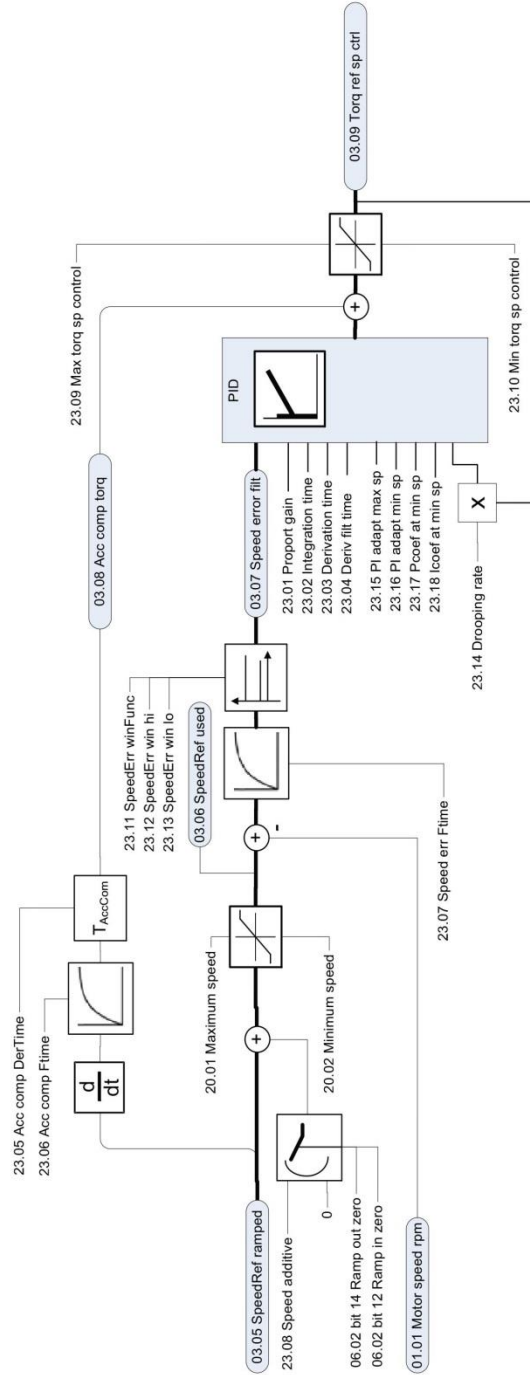 23.05 Acc comp DerTime
23.06 Acc comp Ftime
d
dt
TAccCom
03.08 Acc comp torq
23.09 Max torq sp control
03.05 SpeedRef ramped
23.08 Speed additive
0
06.02 bit 14 Ramp out zero
06.02 bit 12 Ramp in zero
01.01 Motor speed rpm
+
20.01 Maximum speed
20.02 Minimum speed
03.06 SpeedRef used
+
-
23.07 Speed err Ftime
23.11 SpeedErr winFunc
23.12 SpeedErr win hi
23.13 SpeedErr win lo
03.07 Speed error filt
23.01 Proport gain
23.02 Integration time
23.03 Derivation time
23.04 Deriv filt time
23.15 PI adapt max sp
23.16 PI adapt min sp
23.17 Pcoef at min sp
23.18 Icoef at min sp
23.14 Drooping rate
X
PID
+
23.10 Min torq sp control
03.09 Torq ref sp ctrl